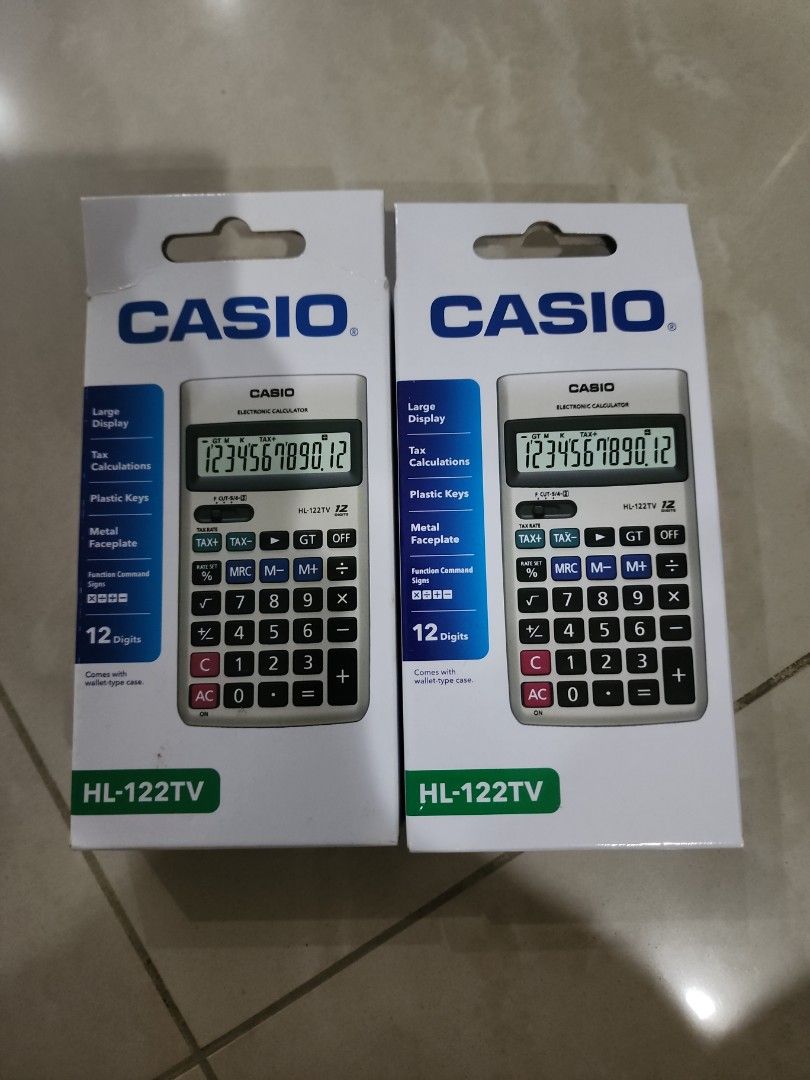 CASIO®
Large
Display
Tax
Calculations
Plastic Keys
Metal
Faceplate
Function Command
Signs
×÷+−
12 Digits
Comes with
wallet-type case.
CASIO
ELECTRONIC CALCULATOR
− GT M K TAX+
1234567890.12
F CUT 5/4
HL-122TV 12
DIGITS
TAX RATE
TAX+ TAX− ▶ GT OFF
RATE SET
% MRC M− M+ ÷
√ 7 8 9 ×
+/− 4 5 6 −
C 1 2 3 +
AC 0 · =
ON
HL-122TV
CASIO®
Large
Display
Tax
Calculations
Plastic Keys
Metal
Faceplate
Function Command
Signs
×÷+−
12 Digits
Comes with
wallet-type case.
CASIO
ELECTRONIC CALCULATOR
− GT M K TAX+
1234567890.12
F CUT 5/4
HL-122TV 12
DIGITS
TAX RATE
TAX+ TAX− ▶ GT OFF
RATE SET
% MRC M− M+ ÷
√ 7 8 9 ×
+/− 4 5 6 −
C 1 2 3 +
AC 0 · =
ON
HL-122TV